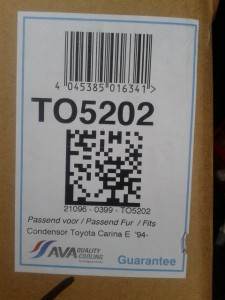 4 045385 016341 >
TO5202
21096 - 0399 - TO5202
Passend voor / Passend Fur / Fits
Condensor Toyota Carina E '94-
AVA QUALITY
COOLING
Guarantee